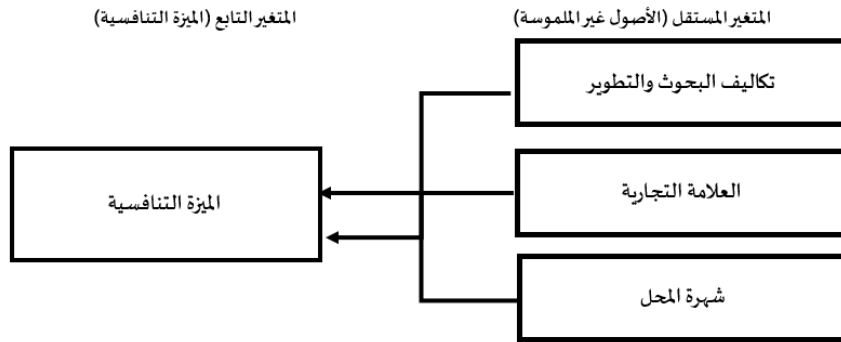 المتغير المستقل (الأصول غير الملموسة)
المتغير التابع (الميزة التنافسية)
تكاليف البحوث والتطوير
العلامة التجارية
الميزة التنافسية
شهرة المحل